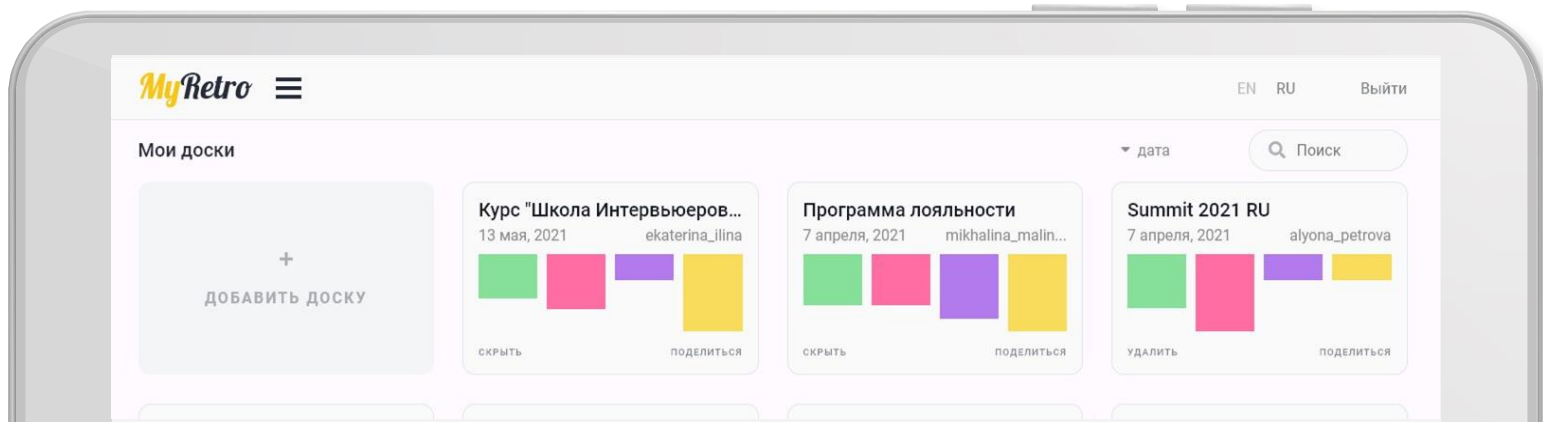 MyRetro
EN RU Выйти
Мои доски
дата
Поиск
+
ДОБАВИТЬ ДОСКУ
Курс "Школа Интервьюеров...
13 мая, 2021 ekaterina_ilina
СКРЫТЬ ПОДЕЛИТЬСЯ
Программа лояльности
7 апреля, 2021 mikhalina_malin...
СКРЫТЬ ПОДЕЛИТЬСЯ
Summit 2021 RU
7 апреля, 2021 alyona_petrova
УДАЛИТЬ ПОДЕЛИТЬСЯ